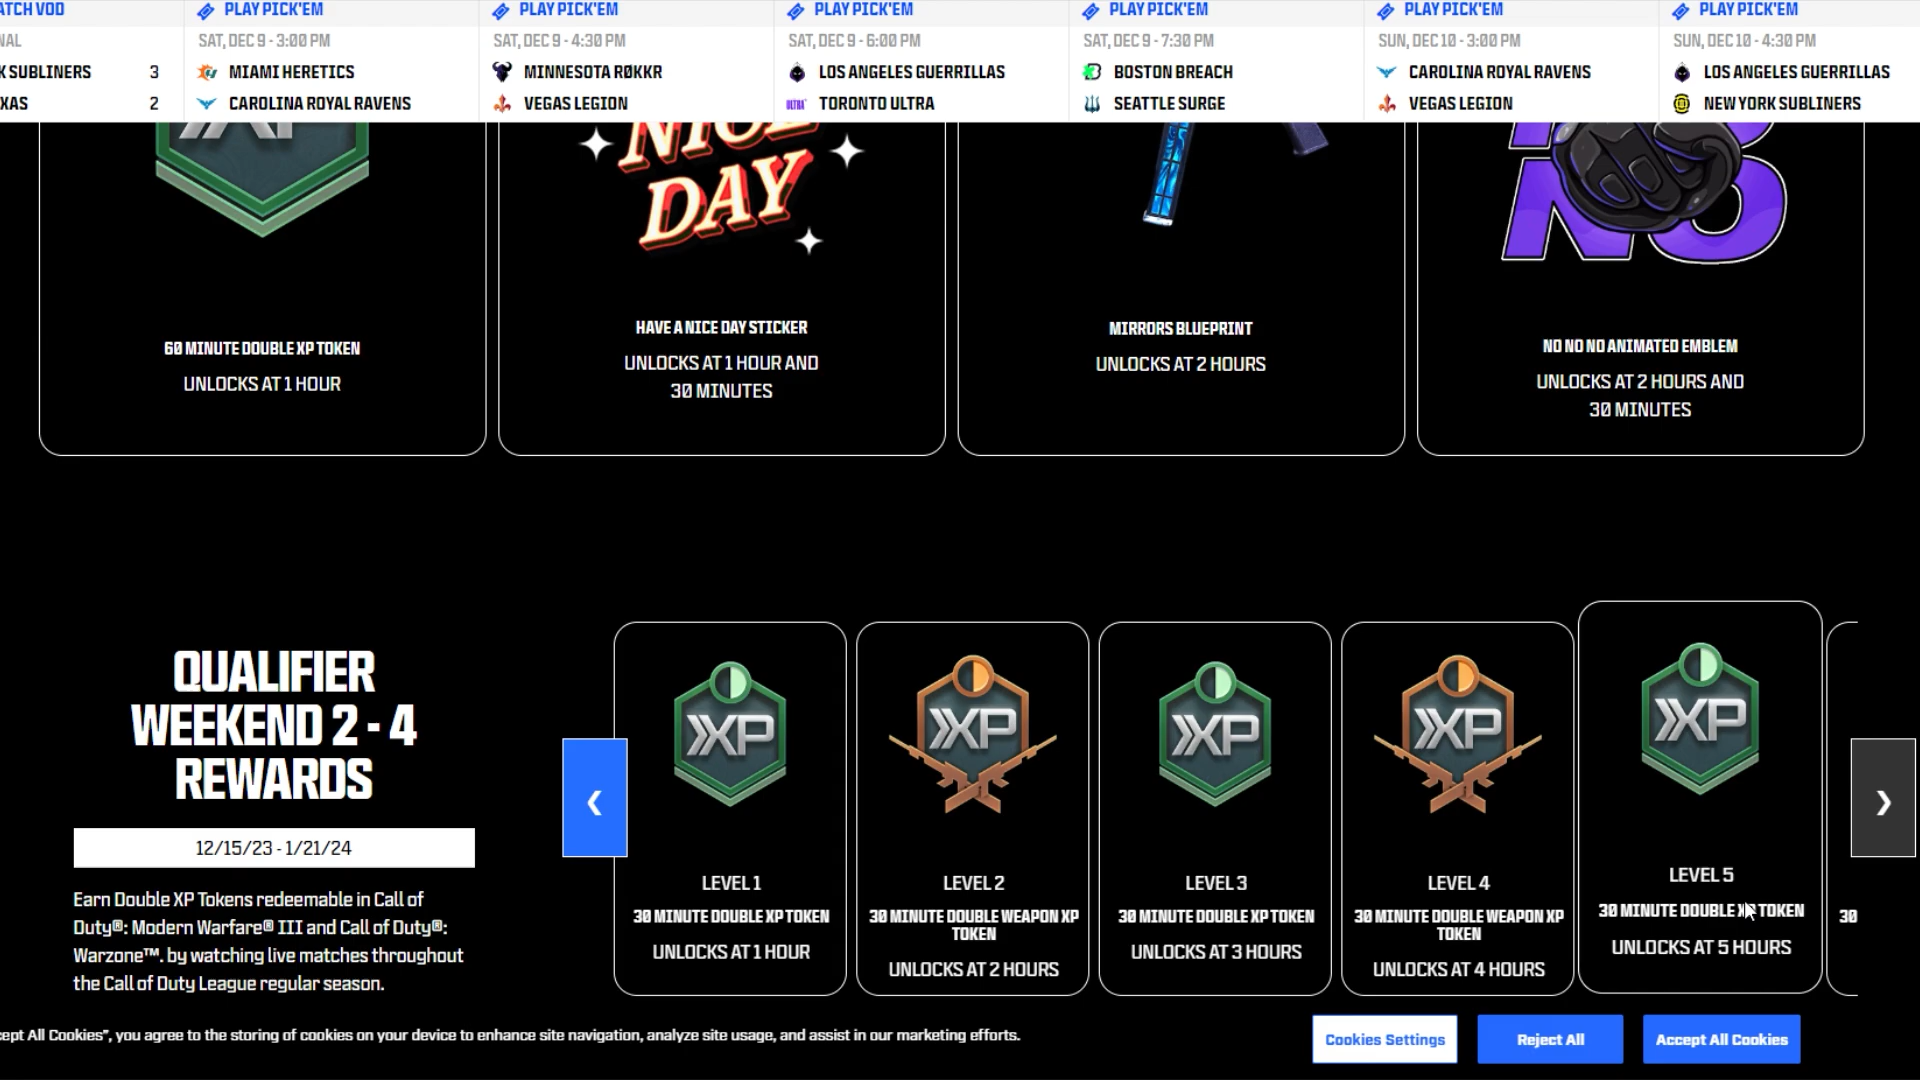 ATCH VOD
PLAY PICK'EM
PLAY PICK'EM
PLAY PICK'EM
PLAY PICK'EM
PLAY PICK'EM
PLAY PICK'EM
NAL
SAT, DEC 9 - 3:00 PM
SAT, DEC 9 - 4:30 PM
SAT, DEC 9 - 6:00 PM
SAT, DEC 9 - 7:30 PM
SUN, DEC 10 - 3:00 PM
SUN, DEC 10 - 4:30 PM
K SUBLINERS 3
MIAMI HERETICS
MINNESOTA RØKKR
LOS ANGELES GUERRILLAS
BOSTON BREACH
CAROLINA ROYAL RAVENS
LOS ANGELES GUERRILLAS
XAS 2
CAROLINA ROYAL RAVENS
VEGAS LEGION
ULTRA
TORONTO ULTRA
SEATTLE SURGE
VEGAS LEGION
NEW YORK SUBLINERS
XP
NICE
DAY
NO
60 MINUTE DOUBLE XP TOKEN
UNLOCKS AT 1 HOUR
HAVE A NICE DAY STICKER
UNLOCKS AT 1 HOUR AND
30 MINUTES
MIRRORS BLUEPRINT
UNLOCKS AT 2 HOURS
NO NO NO ANIMATED EMBLEM
UNLOCKS AT 2 HOURS AND
30 MINUTES
QUALIFIER
WEEKEND 2 - 4
REWARDS
12/15/23 - 1/21/24
Earn Double XP Tokens redeemable in Call of
Duty®: Modern Warfare® III and Call of Duty®:
Warzone™. by watching live matches throughout
the Call of Duty League regular season.
❮
XP
LEVEL 1
30 MINUTE DOUBLE XP TOKEN
UNLOCKS AT 1 HOUR
XP
LEVEL 2
30 MINUTE DOUBLE WEAPON XP
TOKEN
UNLOCKS AT 2 HOURS
XP
LEVEL 3
30 MINUTE DOUBLE XP TOKEN
UNLOCKS AT 3 HOURS
XP
LEVEL 4
30 MINUTE DOUBLE WEAPON XP
TOKEN
UNLOCKS AT 4 HOURS
XP
LEVEL 5
30 MINUTE DOUBLE XP TOKEN
UNLOCKS AT 5 HOURS
30
❯
cept All Cookies", you agree to the storing of cookies on your device to enhance site navigation, analyze site usage, and assist in our marketing efforts.
Cookies Settings
Reject All
Accept All Cookies